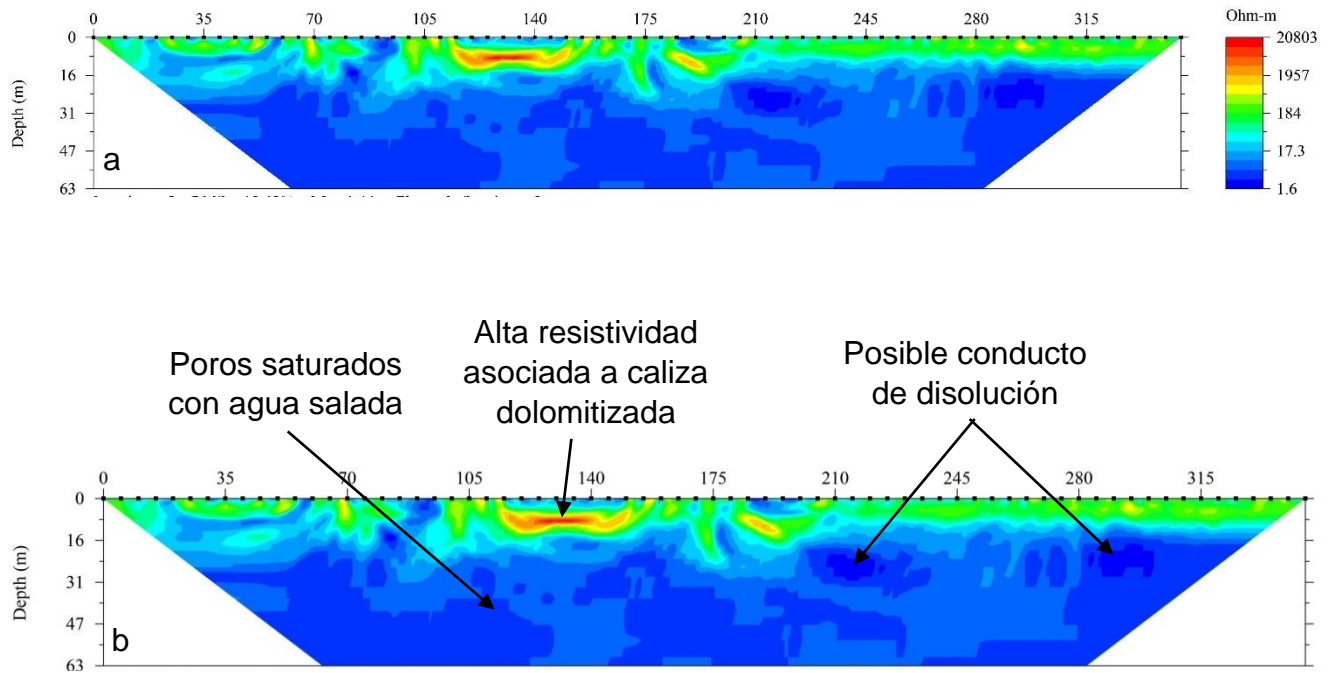 0 35 70 105 140 175 210 245 280 315
Ohm-m
0
16
31
47
63
Depth (m)
20803
1957
184
17.3
1.6
a
Alta resistividad
asociada a caliza
dolomitizada
Poros saturados
con agua salada
Posible conducto
de disolución
0 35 70 105 140 175 210 245 280 315
0
16
31
47
63
Depth (m)
b